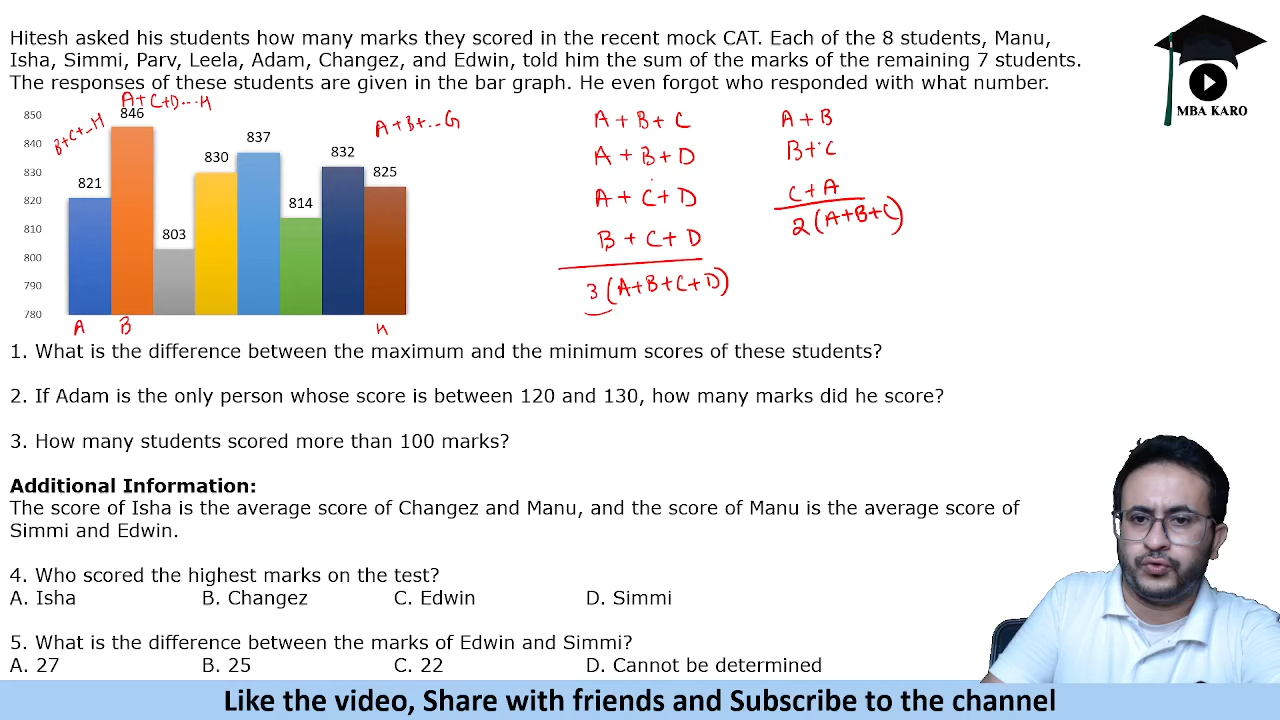 Hitesh asked his students how many marks they scored in the recent mock CAT. Each of the 8 students, Manu,
Isha, Simmi, Parv, Leela, Adam, Changez, and Edwin, told him the sum of the marks of the remaining 7 students.
The responses of these students are given in the bar graph. He even forgot who responded with what number.
MBA KARO
A+C+D...H
B+C+...H
A+B+...G
850
840
830
820
810
800
790
780
821
846
803
830
837
814
832
825
A
B
H
A+B+C
A+B+D
A+C+D
B+C+D
3(A+B+C+D)
A+B
B+C
C+A
2(A+B+C)
1. What is the difference between the maximum and the minimum scores of these students?
2. If Adam is the only person whose score is between 120 and 130, how many marks did he score?
3. How many students scored more than 100 marks?
Additional Information:
The score of Isha is the average score of Changez and Manu, and the score of Manu is the average score of
Simmi and Edwin.
4. Who scored the highest marks on the test?
A. Isha B. Changez C. Edwin D. Simmi
5. What is the difference between the marks of Edwin and Simmi?
A. 27 B. 25 C. 22 D. Cannot be determined
Like the video, Share with friends and Subscribe to the channel